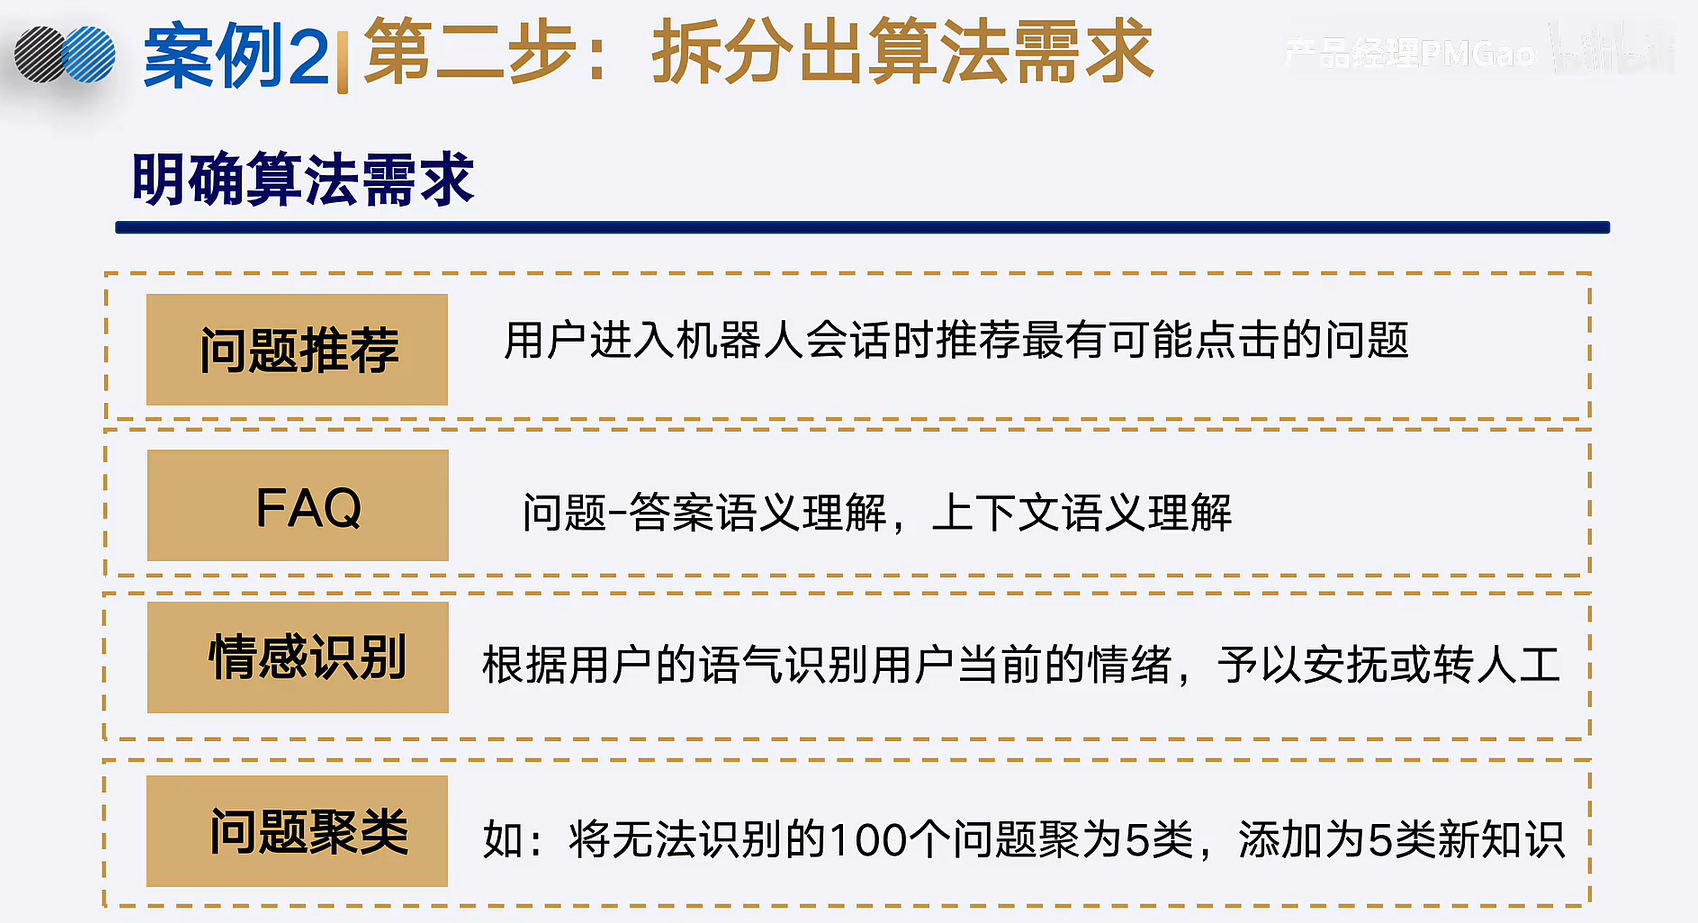 案例2 第二步：拆分出算法需求
产品经理PMGao bilibili
明确算法需求
问题推荐 用户进入机器人会话时推荐最有可能点击的问题
FAQ 问题-答案语义理解，上下文语义理解
情感识别 根据用户的语气识别用户当前的情绪，予以安抚或转人工
问题聚类 如：将无法识别的100个问题聚为5类，添加为5类新知识